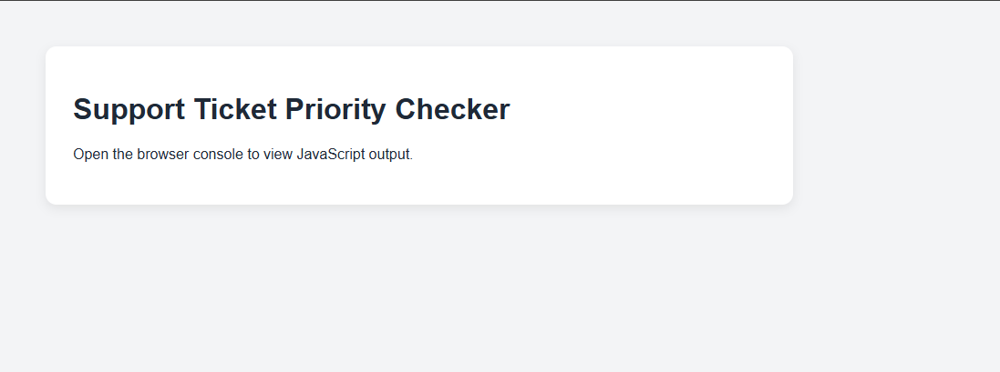 Support Ticket Priority Checker
Open the browser console to view JavaScript output.